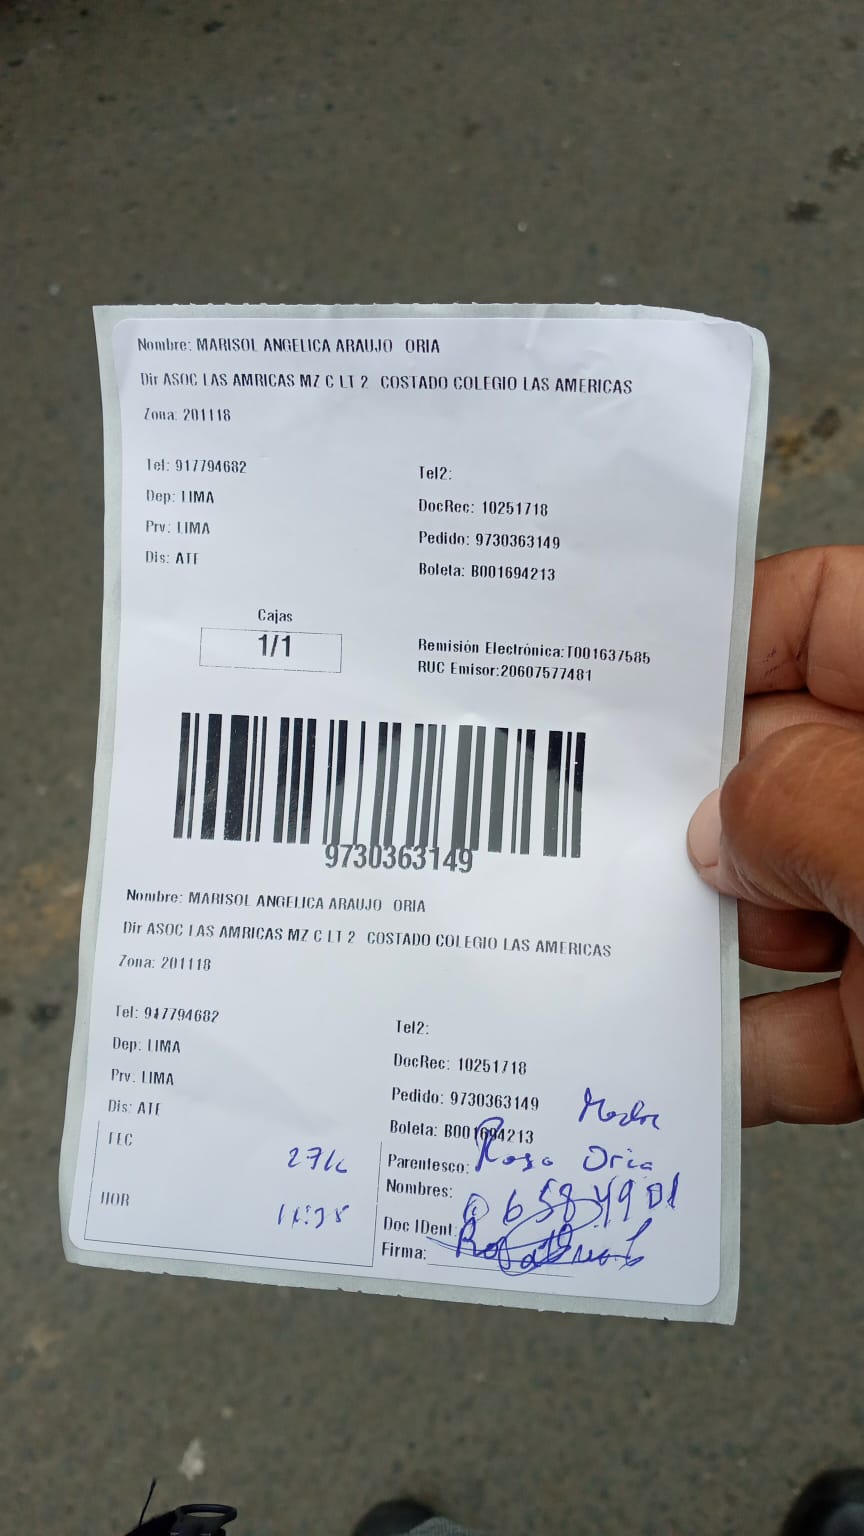 Nombre: MARISOL ANGELICA ARAUJO ORIA
Dir ASOC LAS AMRICAS MZ C LT 2 COSTADO COLEGIO LAS AMERICAS
Zona: 201118
Tel: 917794682 Tel2:
Dep: LIMA DocRec: 10251718
Prv: LIMA Pedido: 9730363149
Dis: ATE Boleta: B001694213
Cajas
1/1
Remisión Electrónica:T001637585
RUC Emisor:20607577481
9730363149
Nombre: MARISOL ANGELICA ARAUJO ORIA
Dir ASOC LAS AMRICAS MZ C LT 2 COSTADO COLEGIO LAS AMERICAS
Zona: 201118
Tel: 917794682 Tel2:
Dep: LIMA DocRec: 10251718
Prv: LIMA Pedido: 9730363149
Dis: ATE Boleta: B001694213
FEC Parentesco: Rosa Oria
Nombres:
HOR Doc IDent:
Firma: